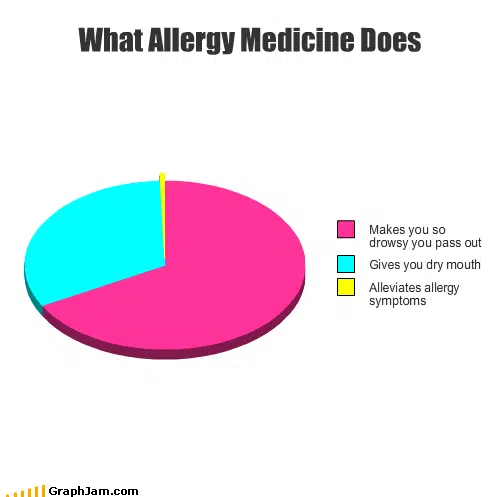 What Allergy Medicine Does
Makes you so
drowsy you pass out
Gives you dry mouth
Alleviates allergy
symptoms
GraphJam.com